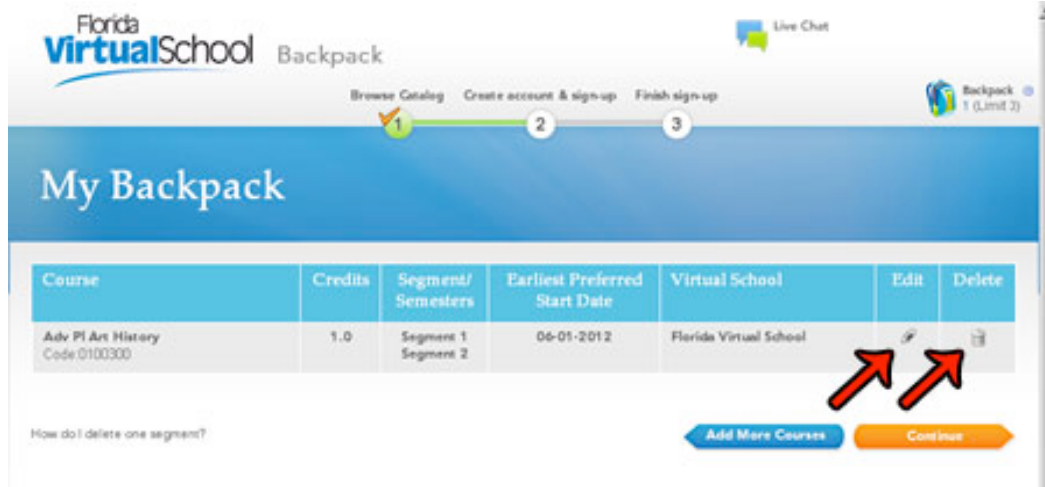 Florida
VirtualSchool Backpack
Live Chat
Browse Catalog Create account & sign-up Finish sign-up
1 2 3
Backpack
1 (Limit 3)
My Backpack
Course Credits Segment/ Semesters Earliest Preferred Start Date Virtual School Edit Delete
Adv Pl Art History 1.0 Segment 1 06-01-2012 Florida Virtual School
Code:0100300 Segment 2
How do I delete one segment?
Add More Courses Continue